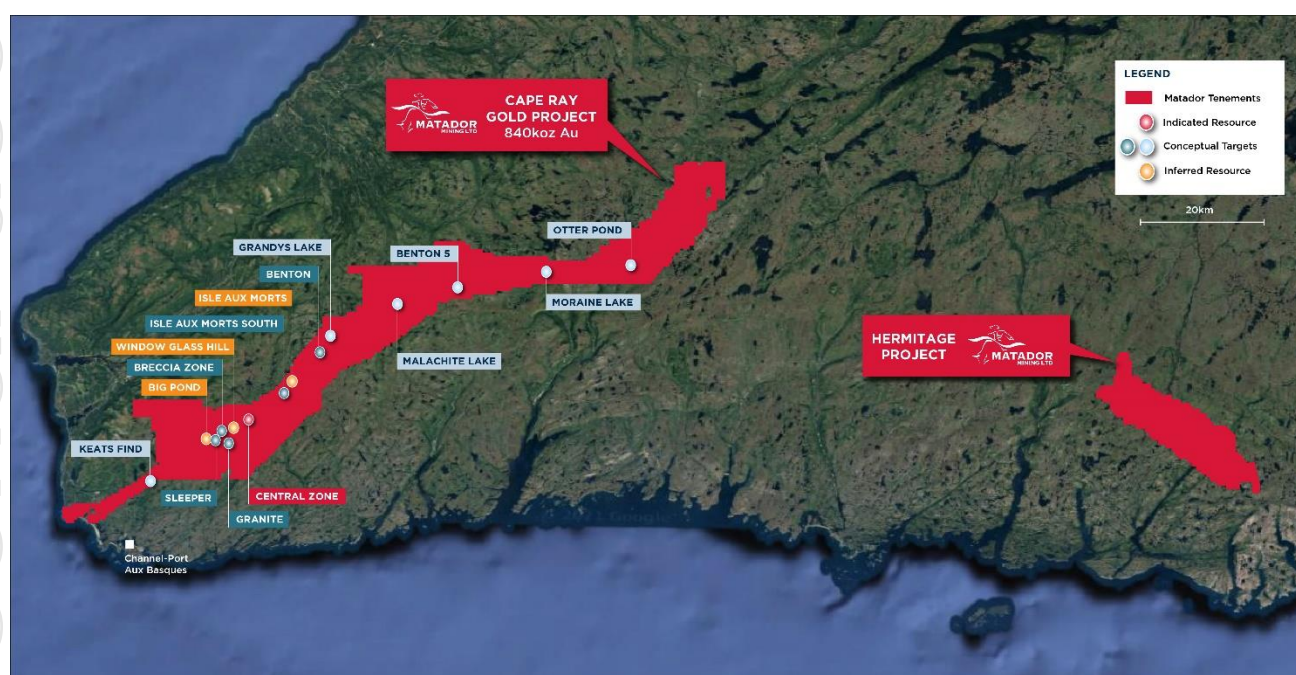 CAPE RAY
GOLD PROJECT
840koz Au
MATADOR
MINING LTD
LEGEND
Matador Tenements
Indicated Resource
Conceptual Targets
Inferred Resource
20km
OTTER POND
GRANDYS LAKE
BENTON 5
BENTON
ISLE AUX MORTS
MORAINE LAKE
ISLE AUX MORTS SOUTH
WINDOW GLASS HILL
MALACHITE LAKE
BRECCIA ZONE
BIG POND
HERMITAGE
PROJECT
MATADOR
MINING LTD
KEATS FIND
SLEEPER
CENTRAL ZONE
GRANITE
Channel-Port
Aux Basques